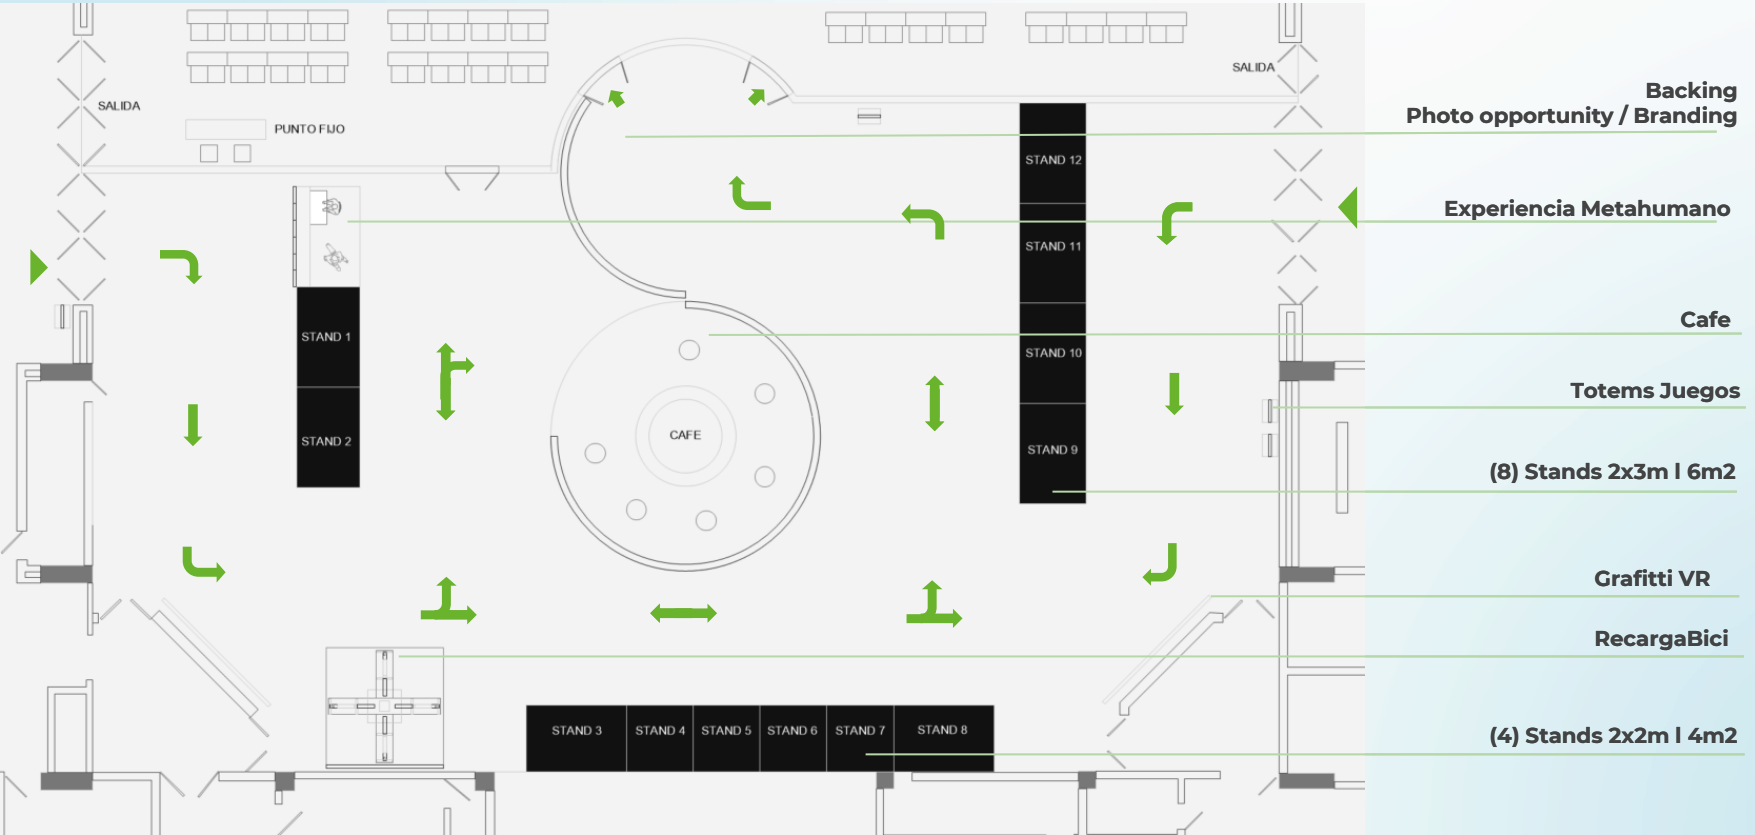 SALIDA
PUNTO FIJO
SALIDA
STAND 12
STAND 11
STAND 10
STAND 9
STAND 1
STAND 2
CAFE
STAND 3
STAND 4
STAND 5
STAND 6
STAND 7
STAND 8
Backing
Photo opportunity / Branding
Experiencia Metahumano
Cafe
Totems Juegos
(8) Stands 2x3m l 6m2
Grafitti VR
RecargaBici
(4) Stands 2x2m l 4m2